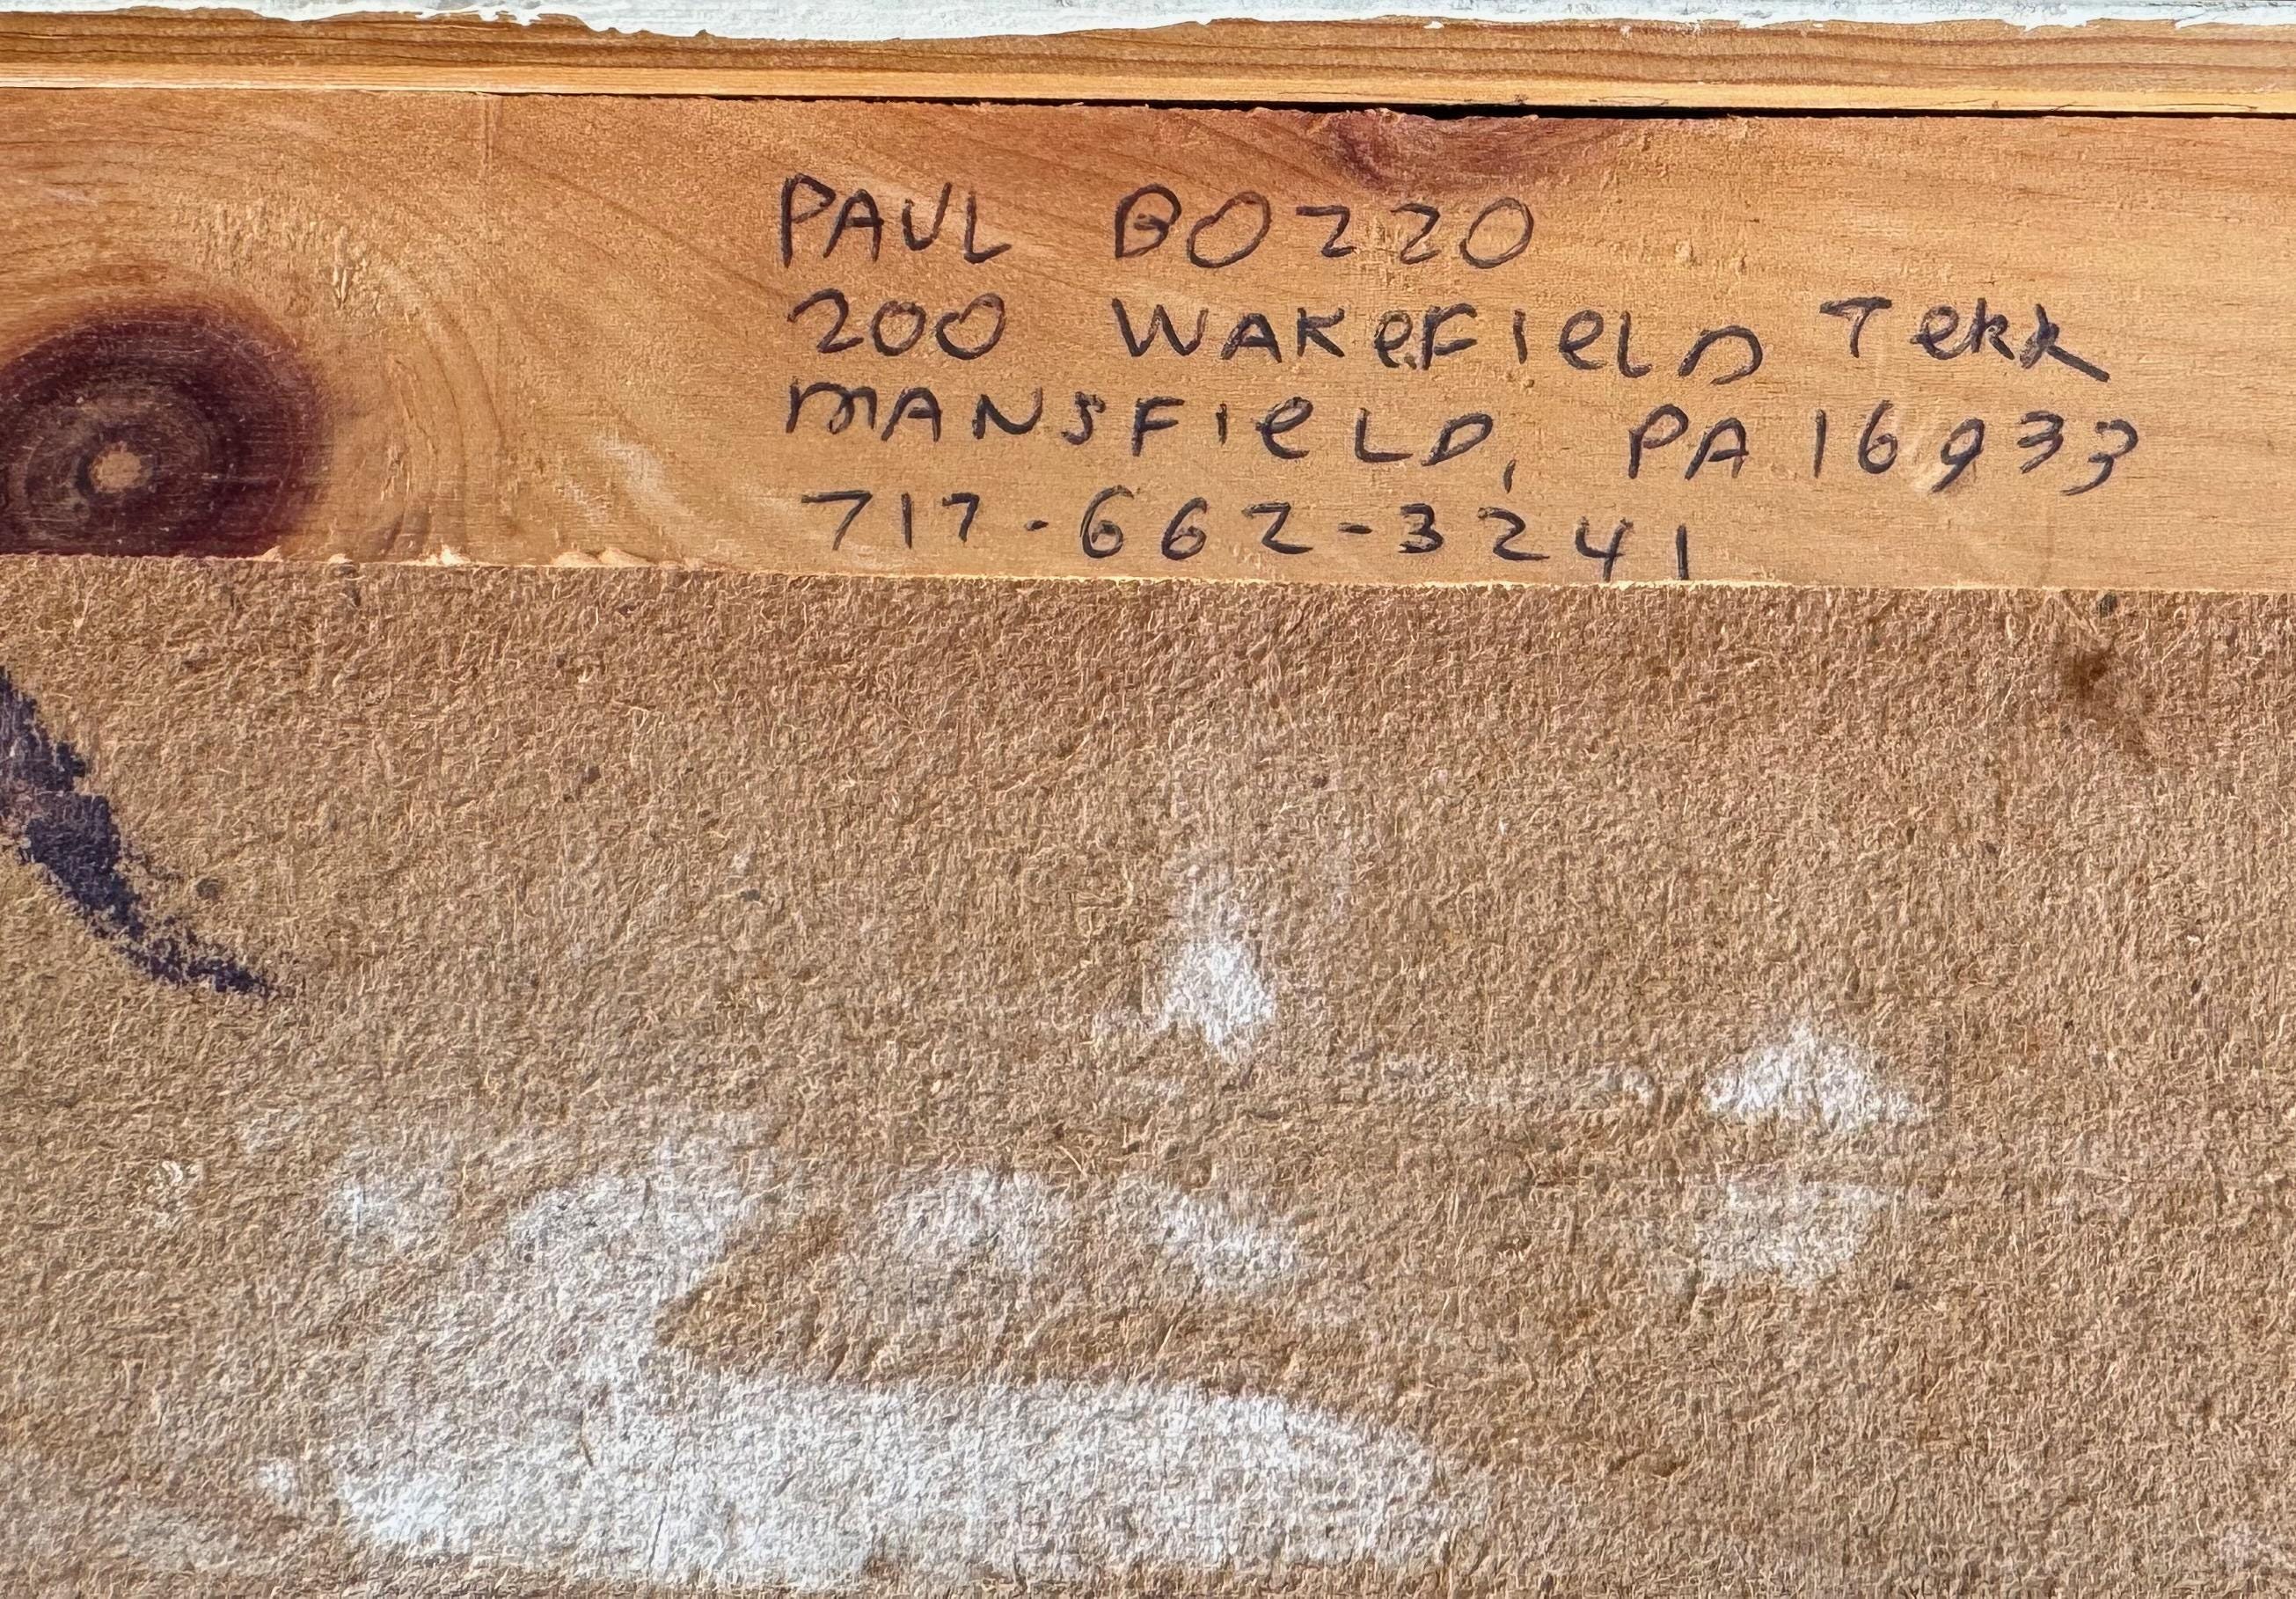 PAUL BOZZO
200 WAKeFieLD TeRR
MANSFieLD, PA 16933
717-662-3241